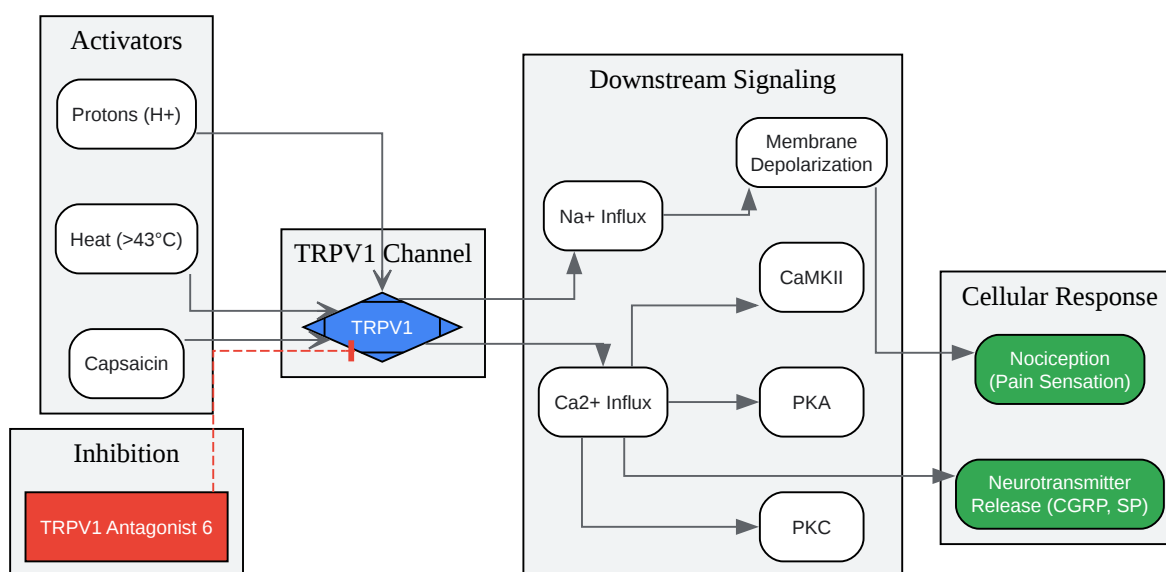 Activators
Protons (H+)
Heat (>43°C)
Capsaicin
Inhibition
TRPV1 Antagonist 6
TRPV1 Channel
TRPV1
Downstream Signaling
Membrane
Depolarization
Na+ Influx
CaMKII
Ca2+ Influx
PKA
PKC
Cellular Response
Nociception
(Pain Sensation)
Neurotransmitter
Release (CGRP, SP)